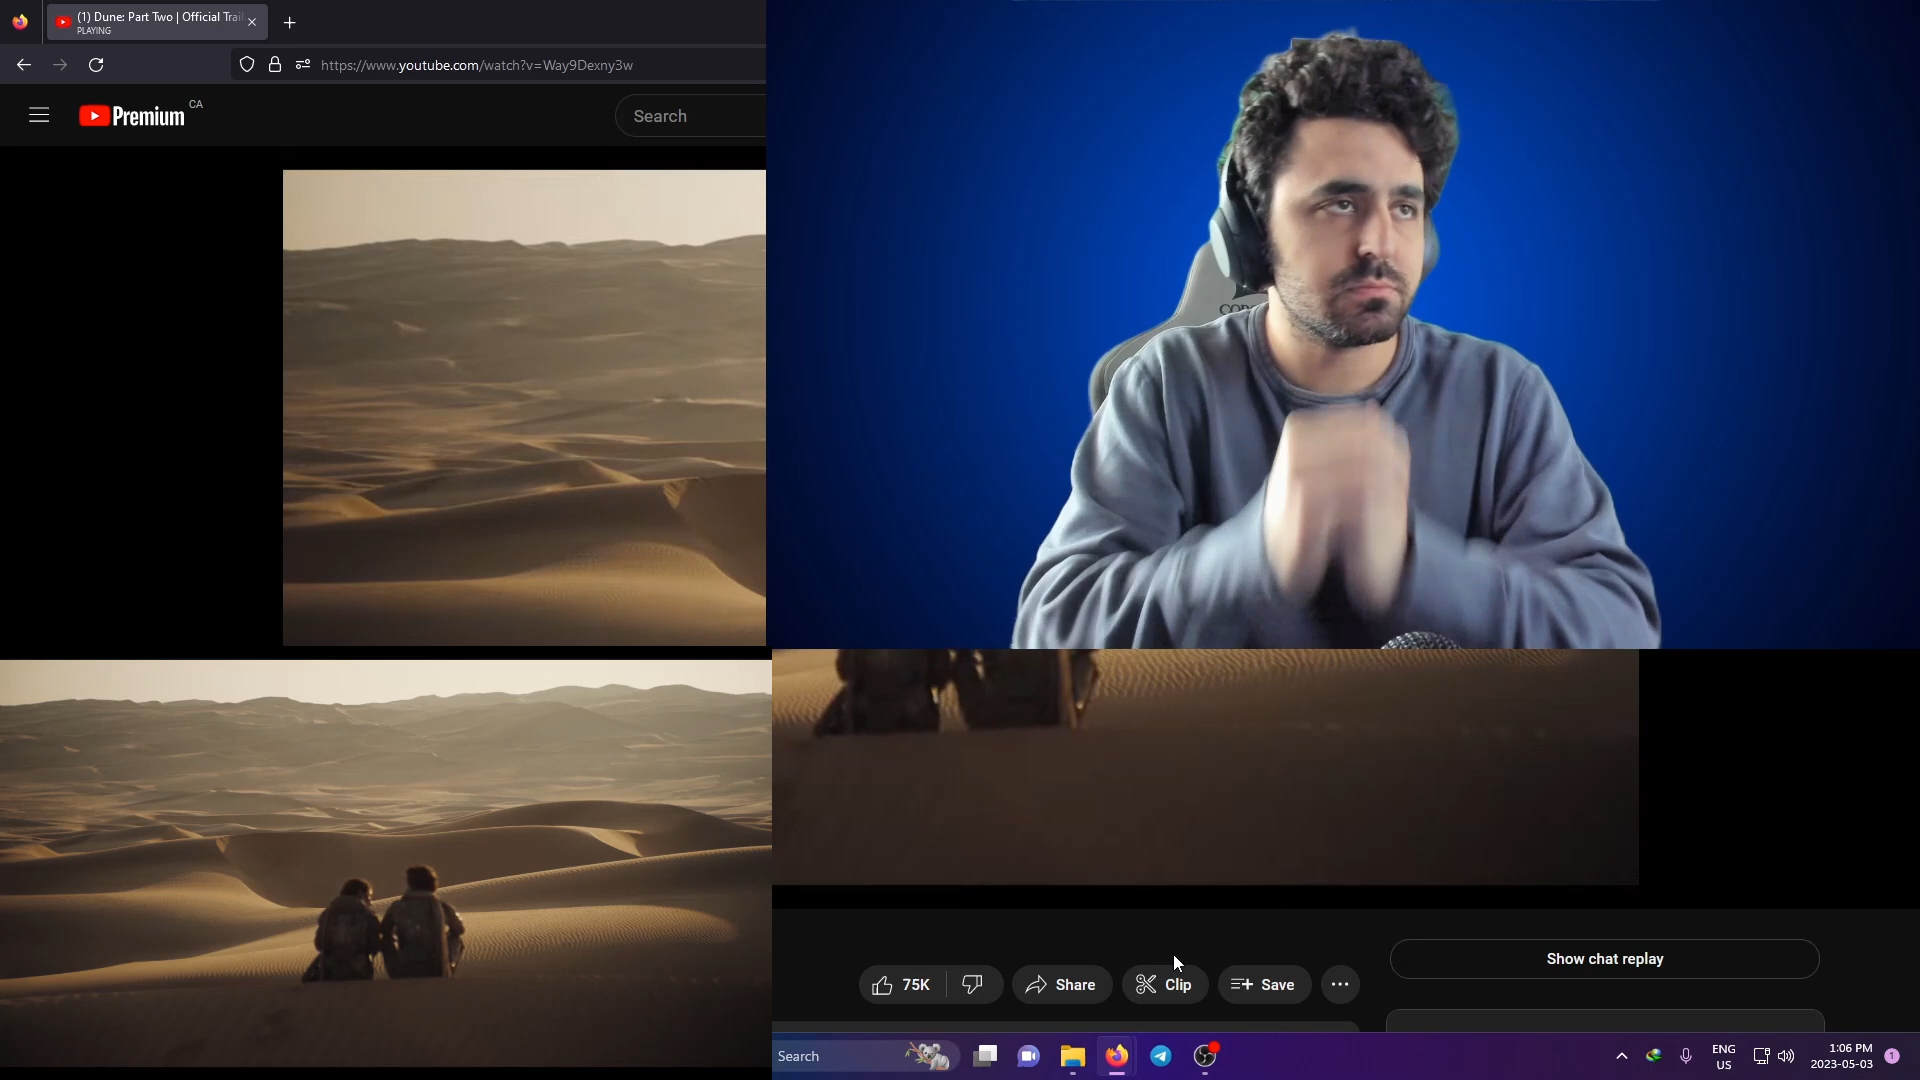 (1) Dune: Part Two | Official Trail
PLAYING
https://www.youtube.com/watch?v=Way9Dexny3w
Premium CA
Search
75K
Share
Clip
Save
Show chat replay
Search
ENG
US
1:06 PM
2023-05-03
1